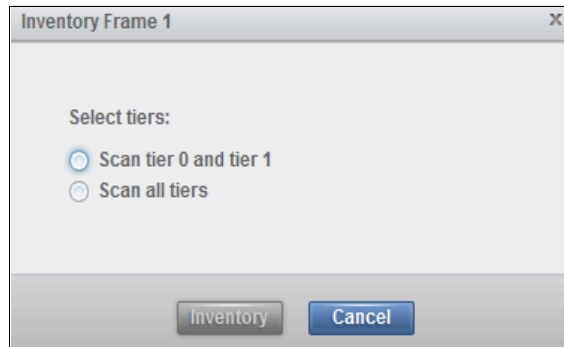 Inventory Frame 1 x
Select tiers:
Scan tier 0 and tier 1
Scan all tiers
Inventory Cancel